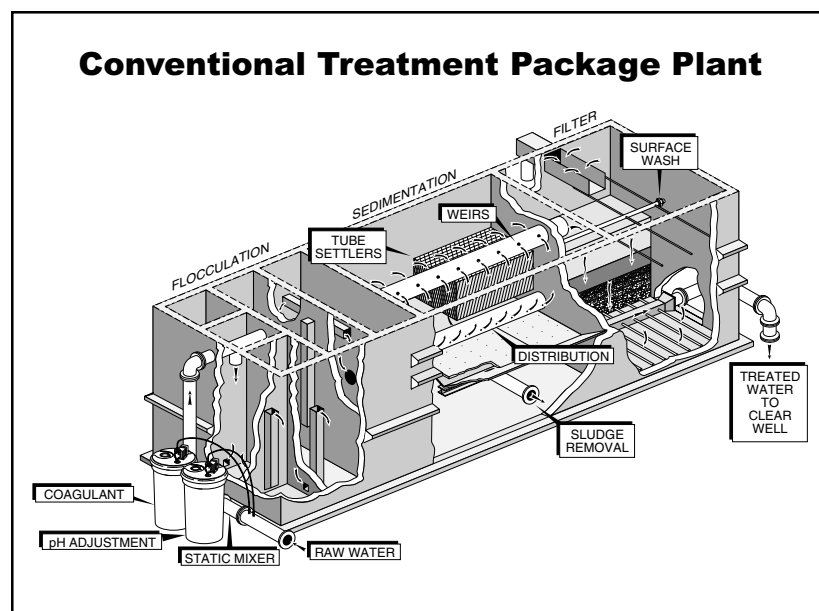 Conventional Treatment Package Plant
FILTER
SURFACE
WASH
SEDIMENTATION
WEIRS
TUBE
SETTLERS
FLOCCULATION
DISTRIBUTION
TREATED
WATER
TO
CLEAR
WELL
SLUDGE
REMOVAL
COAGULANT
pH ADJUSTMENT
STATIC MIXER
RAW WATER